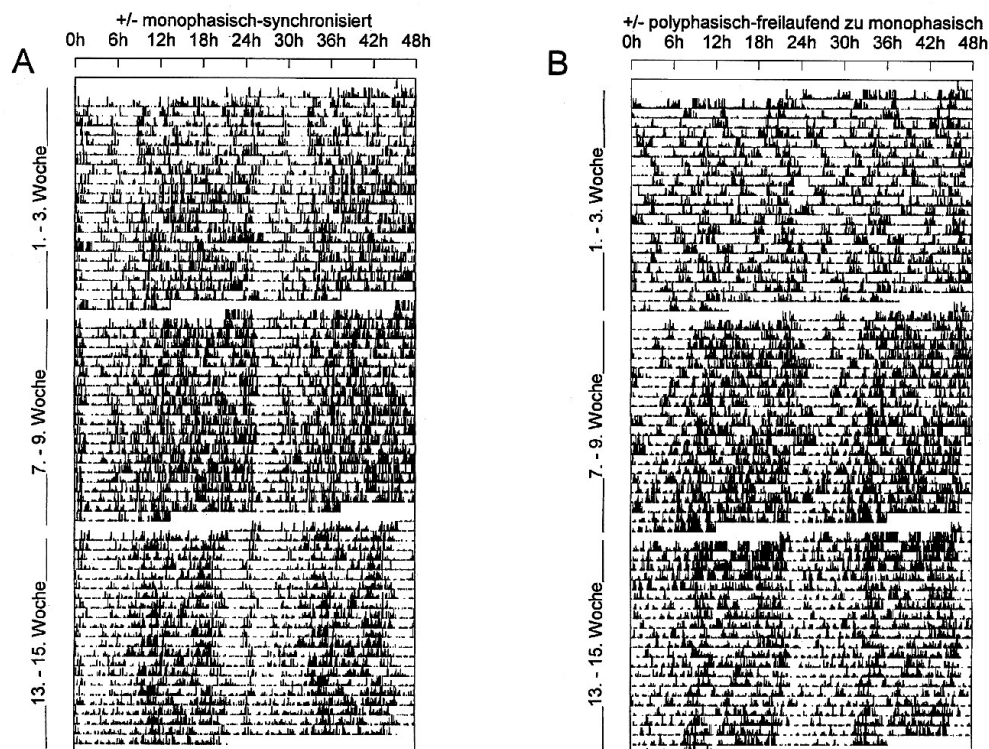 +/- monophasisch-synchronisiert
0h 6h 12h 18h 24h 30h 36h 42h 48h
A
1. - 3. Woche
7. - 9. Woche
13. - 15. Woche
+/- polyphasisch-freilaufend zu monophasisch
0h 6h 12h 18h 24h 30h 36h 42h 48h
B
1. - 3. Woche
7. - 9. Woche
13. - 15. Woche